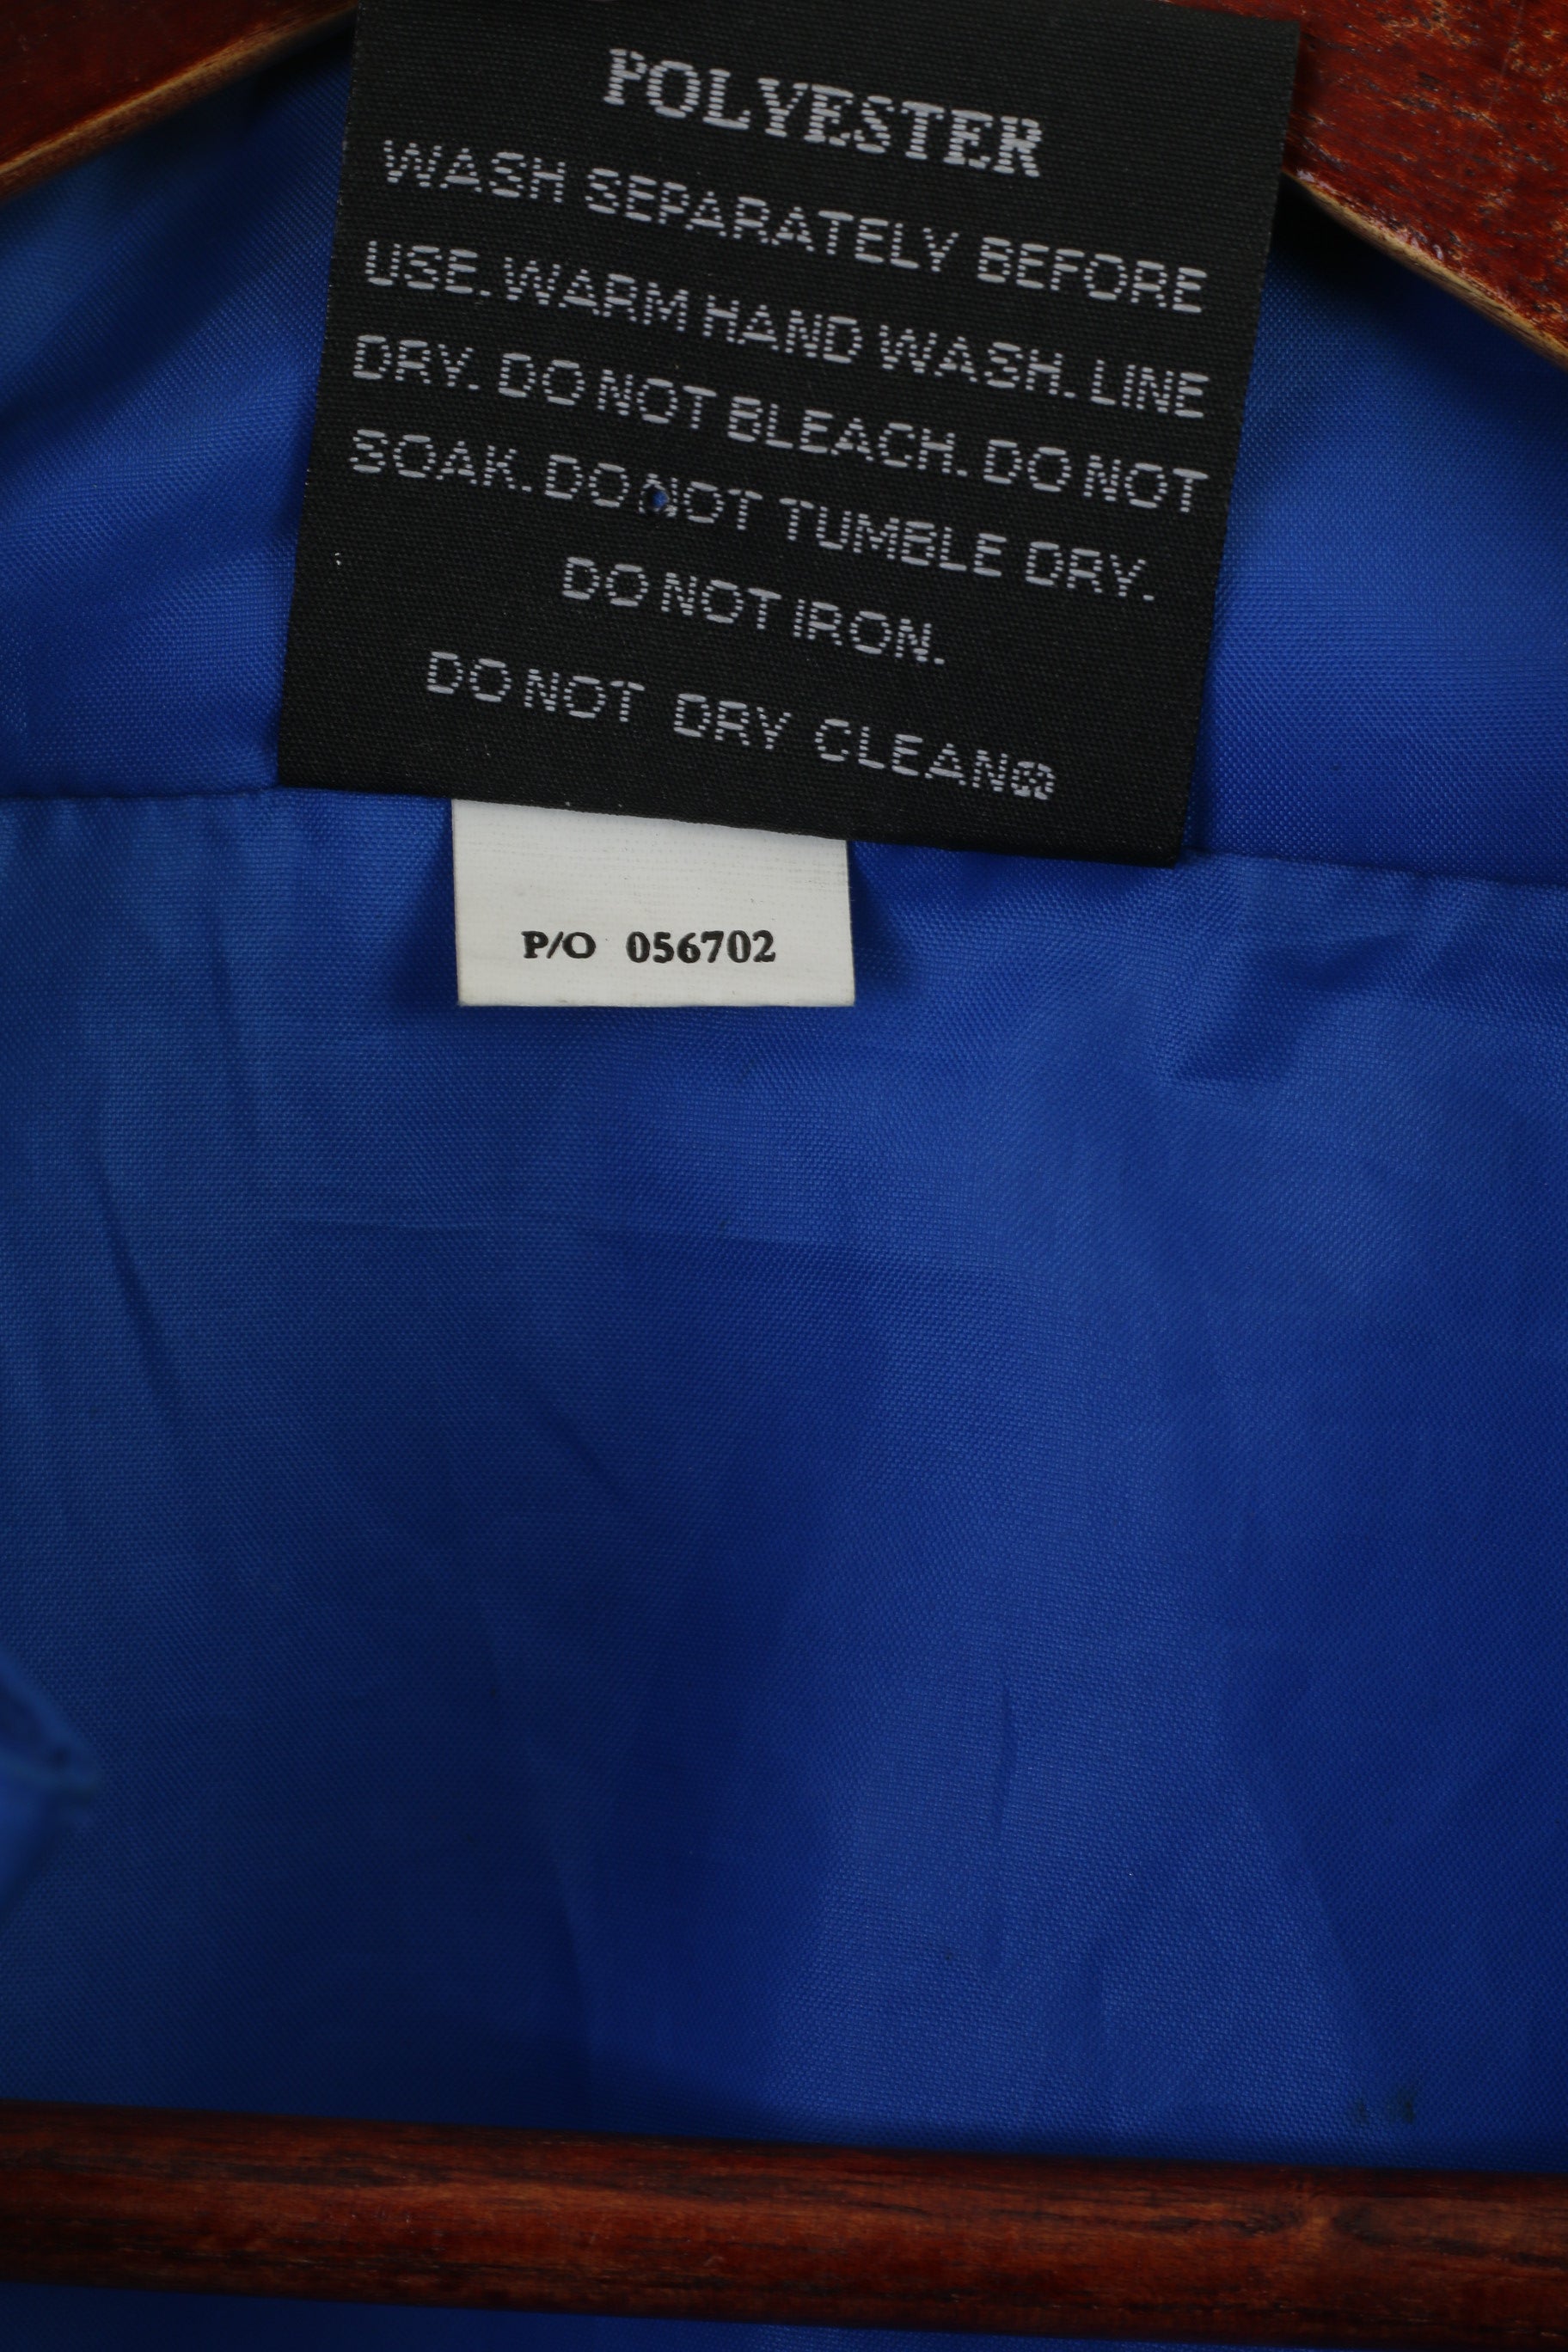 POLYESTER
WASH SEPARATELY BEFORE
USE. WARM HAND WASH. LINE
DRY. DO NOT BLEACH. DO NOT
SOAK. DO NOT TUMBLE DRY.
DO NOT IRON.
DO NOT DRY CLEAN
P/O 056702